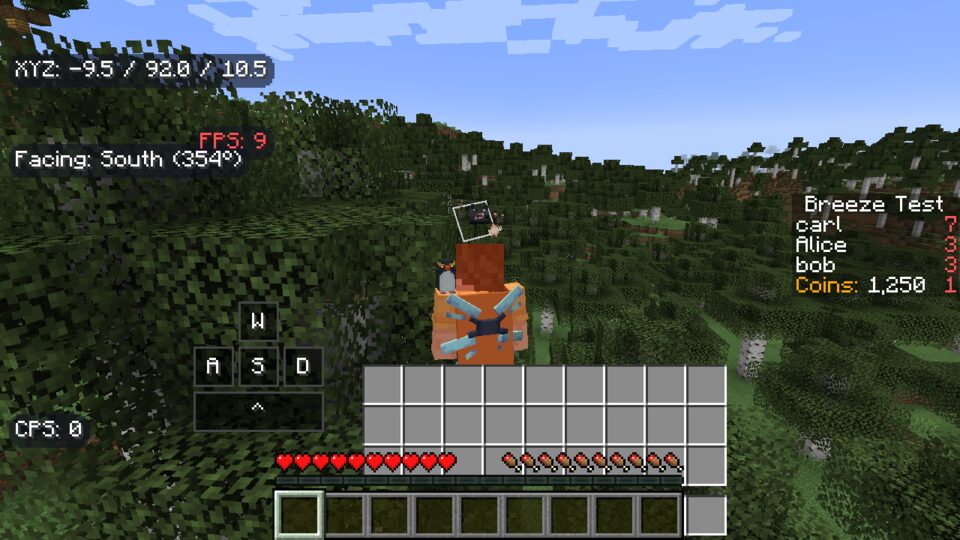 XYZ: -9.5 / 92.0 / 10.5
FPS: 9
Facing: South (354°)
Breeze Test
carl 7
Alice 3
bob 3
Coins: 1,250 1
W
A S D
^
CPS: 0